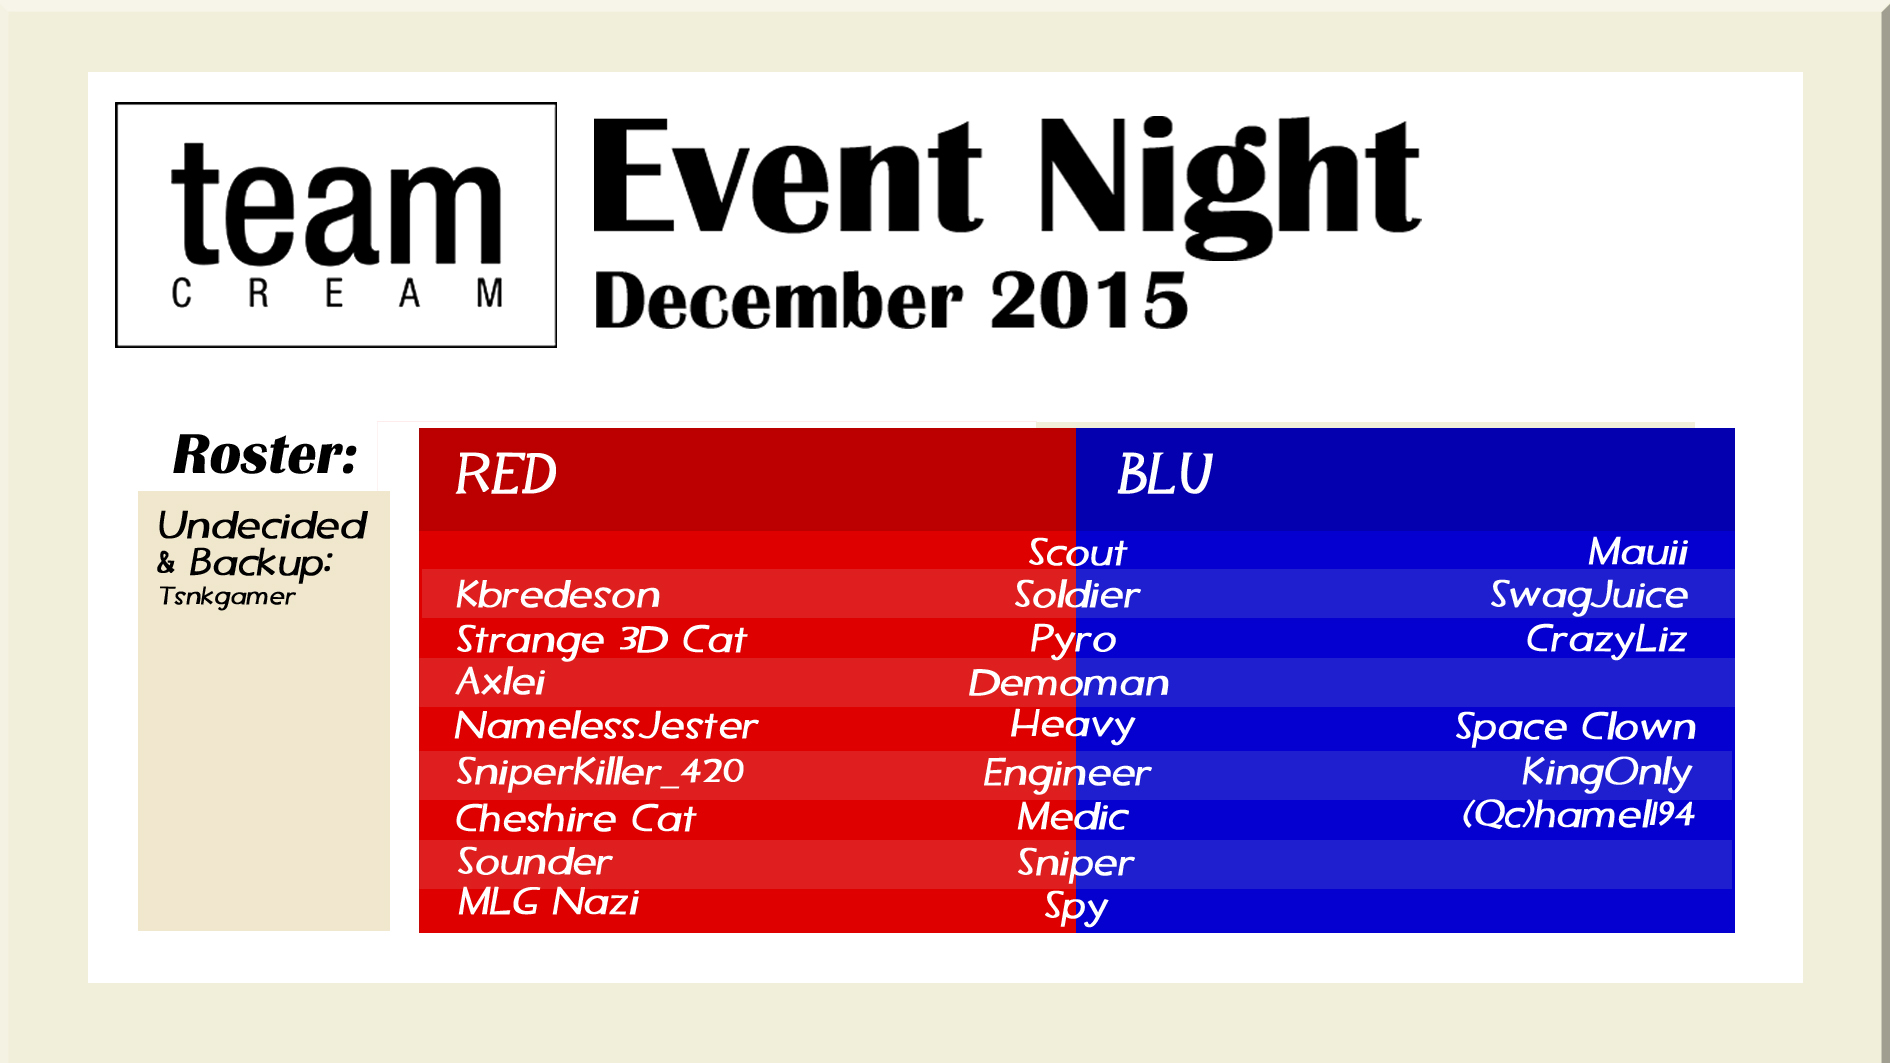 team
CREAM
Event Night
December 2015
Roster:
Undecided
& Backup:
Tsnkgamer
RED BLU
Scout Mauii
Kbredeson Soldier SwagJuice
Strange 3D Cat Pyro CrazyLiz
Axlei Demoman
NamelessJester Heavy Space Clown
SniperKiller_420 Engineer KingOnly
Cheshire Cat Medic (Qc)hamel194
Sounder Sniper
MLG Nazi Spy